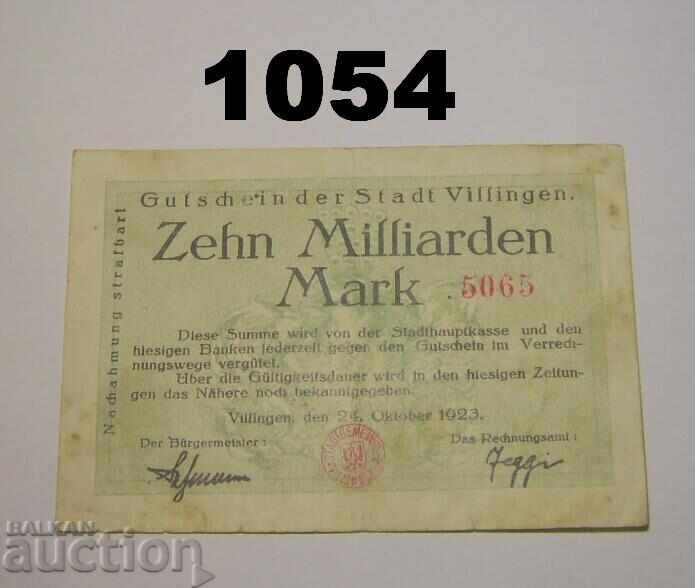 1054
Gutschein der Stadt Villingen.
Zehn Milliarden
Mark
.5065
Nachahmung strafbar!
Diese Summe wird von der Stadthauptkasse und den
hiesigen Banken jederzeit gegen den Gutschein im Verrech-
nungswege vergütet.
Über die Gültigkeitsdauer wird in den hiesigen Zeitun-
gen das Nähere noch bekanntgegeben.
Villingen, den 24. Oktober 1923.
Der Bürgermeister:
Das Rechnungsamt:
BALKAN
auction